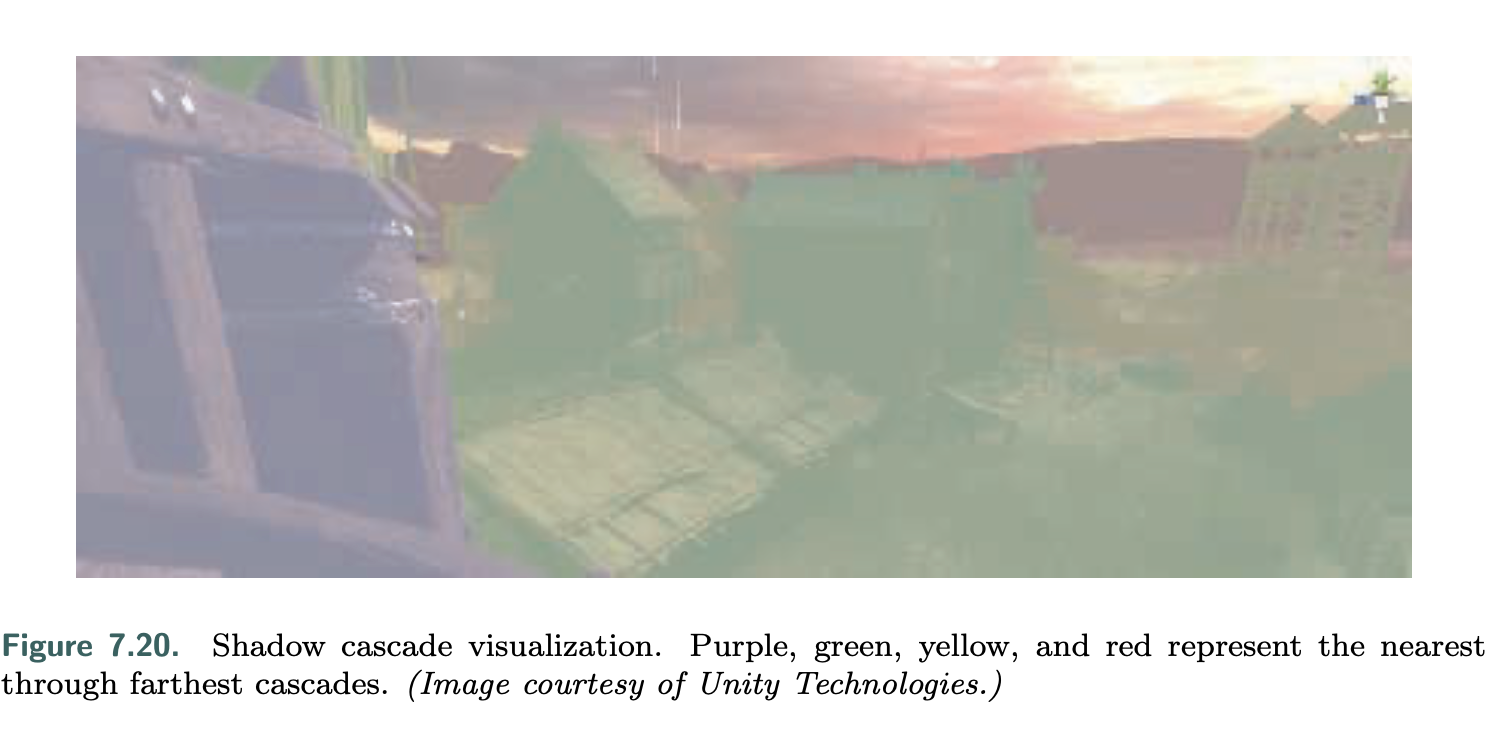 Figure 7.20. Shadow cascade visualization. Purple, green, yellow, and red represent the nearest
through farthest cascades. (Image courtesy of Unity Technologies.)